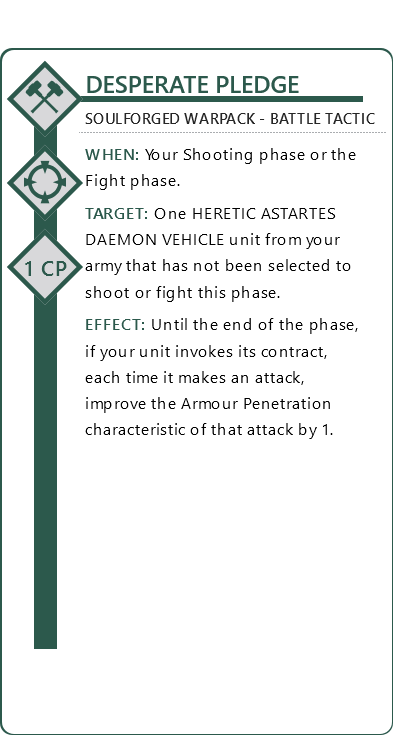 DESPERATE PLEDGE
SOULFORGED WARPACK - BATTLE TACTIC
WHEN: Your Shooting phase or the
Fight phase.
TARGET: One HERETIC ASTARTES
DAEMON VEHICLE unit from your
army that has not been selected to
shoot or fight this phase.
1 CP
EFFECT: Until the end of the phase,
if your unit invokes its contract,
each time it makes an attack,
improve the Armour Penetration
characteristic of that attack by 1.